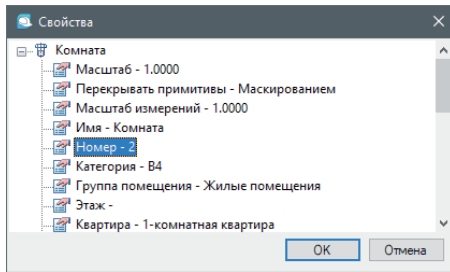 Свойства
Комната
Масштаб - 1.0000
Перекрывать примитивы - Маскированием
Масштаб измерений - 1.0000
Имя - Комната
Номер - 2
Категория - В4
Группа помещения - Жилые помещения
Этаж -
Квартира - 1-комнатная квартира
OK
Отмена